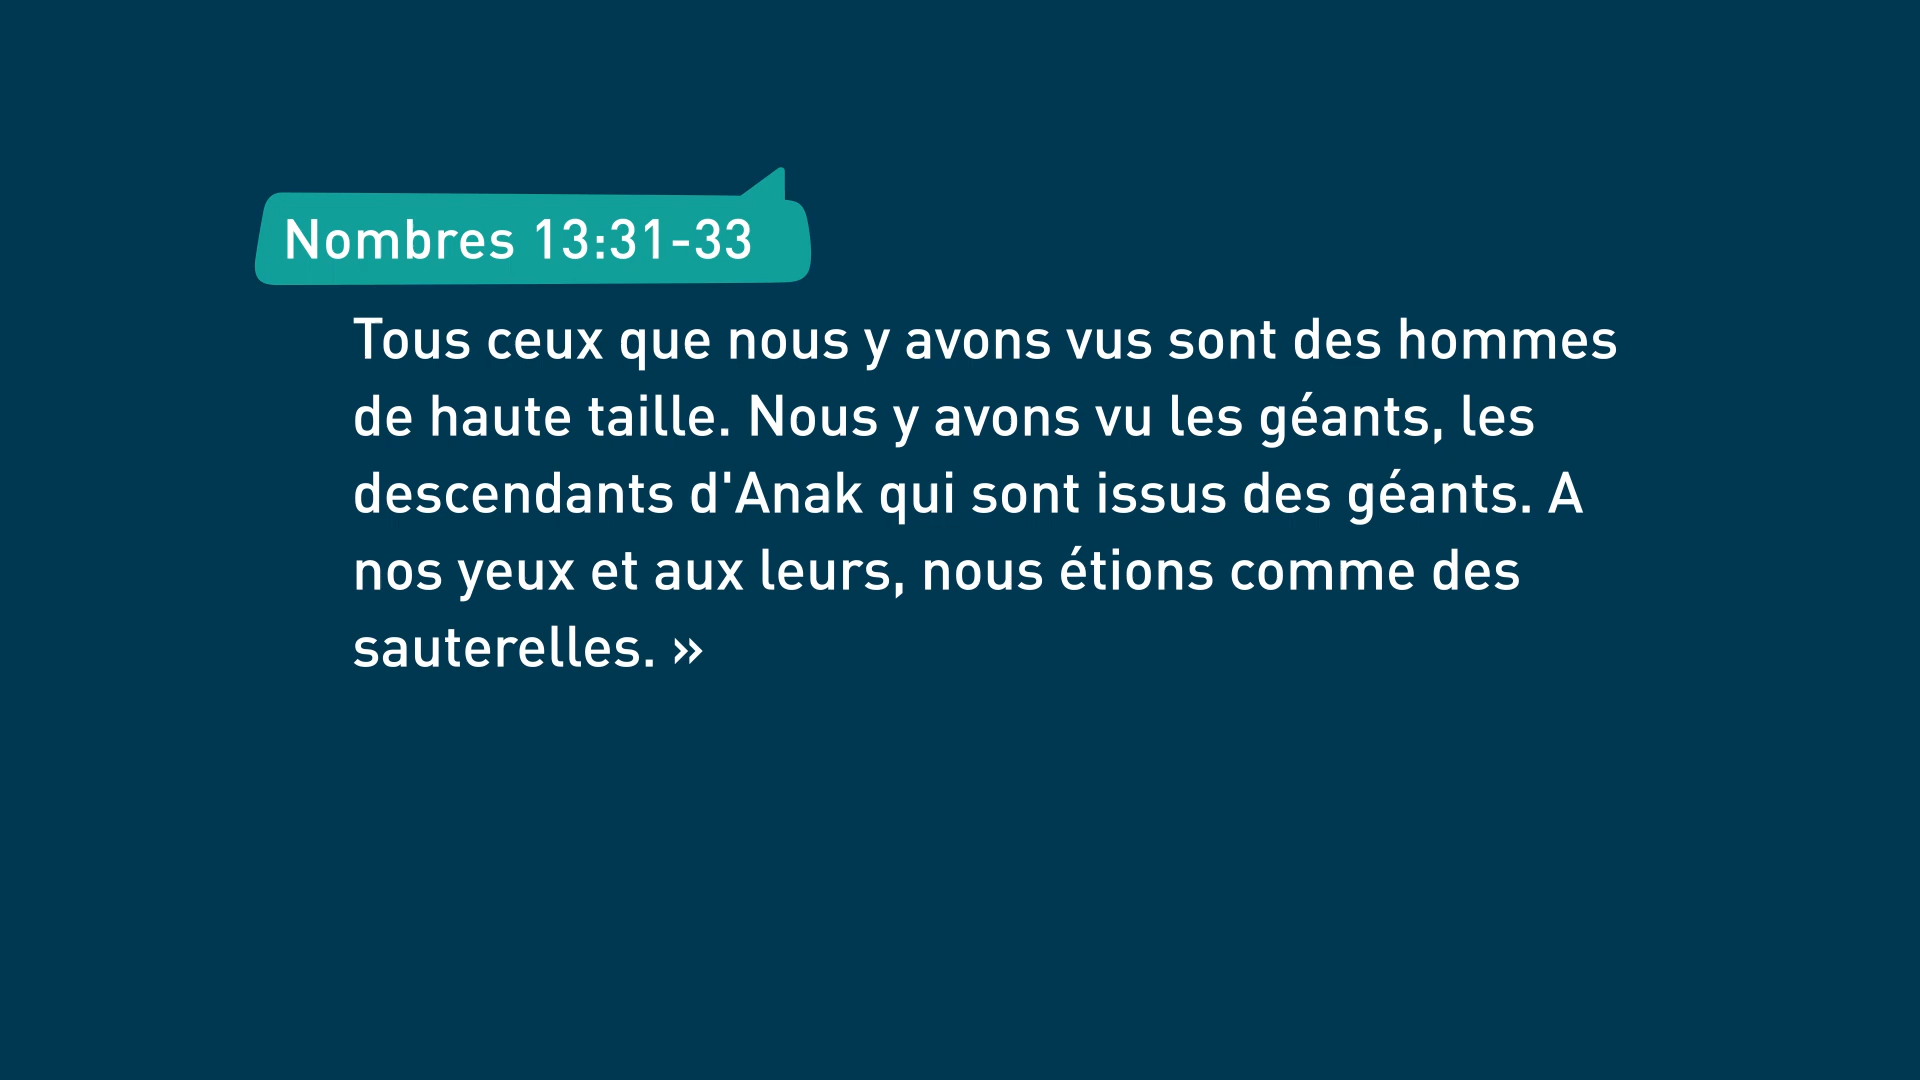 Nombres 13:31-33
Tous ceux que nous y avons vus sont des hommes
de haute taille. Nous y avons vu les géants, les
descendants d'Anak qui sont issus des géants. A
nos yeux et aux leurs, nous étions comme des
sauterelles. »